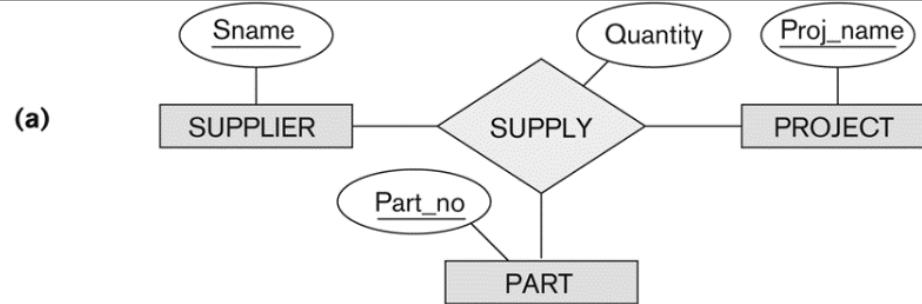 Sname
Quantity
Proj_name
(a)
SUPPLIER
SUPPLY
PROJECT
Part_no
PART